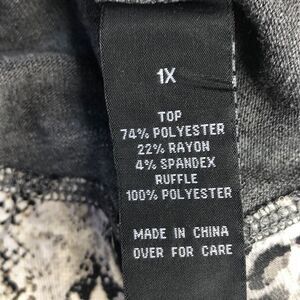 1X
TOP
74% POLYESTER
22% RAYON
4% SPANDEX
RUFFLE
100% POLYESTER
MADE IN CHINA
OVER FOR CARE